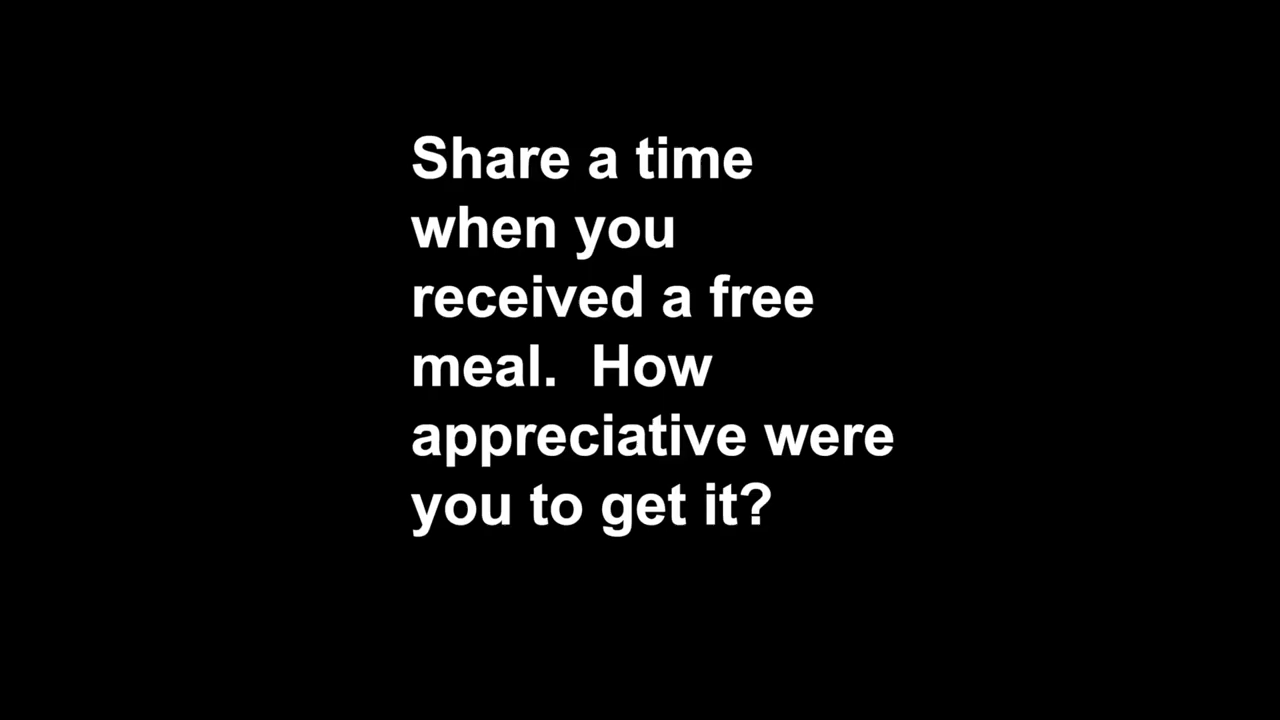 Share a time
when you
received a free
meal.  How
appreciative were
you to get it?